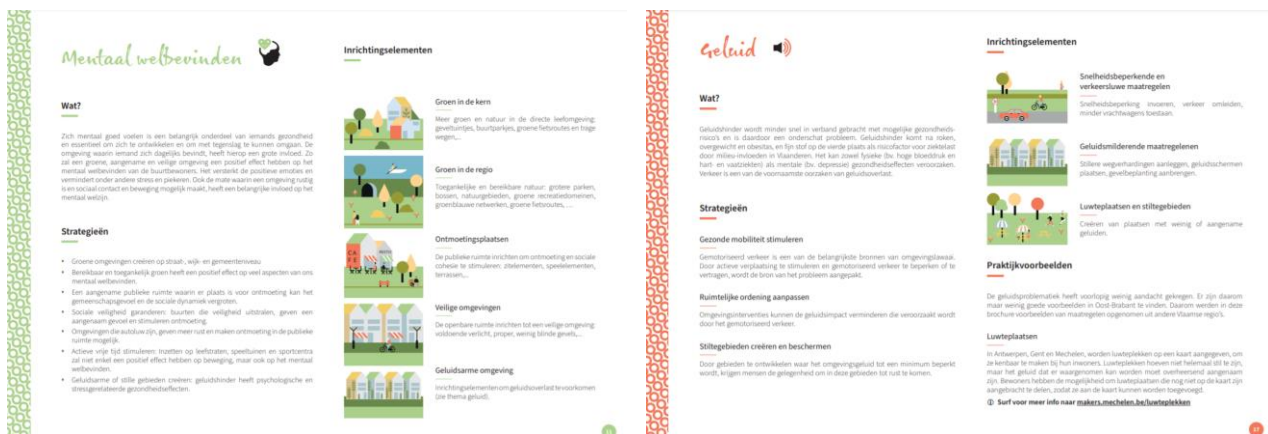 Mentaal welbevinden
Wat?
Zich mentaal goed voelen is een belangrijk onderdeel van iemands gezondheid
en essentieel om zich te ontwikkelen en om met tegenslag te kunnen omgaan. De
omgeving waarin iemand zich dagelijks bevindt, heeft hierop een grote invloed. Zo
zal een groene, aangename en veilige omgeving een positief effect hebben op het
mentaal welbevinden van de buurtbewoners. Het versterkt de positieve emoties en
vermindert onder andere stress en piekeren. Ook de mate waarin een omgeving rustig
is en sociaal contact en beweging mogelijk maakt, heeft een belangrijke invloed op het
mentaal welzijn.
Strategieën
• Groene omgevingen creëren op straat-, wijk- en gemeenteniveau.
• Bereikbaar en toegankelijk groen heeft een positief effect op veel aspecten van ons
mentaal welbevinden.
• Een aangename publieke ruimte waarin er plaats is voor ontmoeting kan het
gemeenschapsgevoel en de sociale dynamiek vergroten.
• Sociale veiligheid garanderen: buurten die veiligheid uitstralen, geven een
aangenaam gevoel en stimuleren ontmoeting.
• Omgevingen die autoluw zijn, geven meer rust en maken ontmoeting in de publieke
ruimte mogelijk.
• Actieve vrije tijd stimuleren: inzetten op leefstraten, speeltuinen en sportcentra
zal niet enkel een positief effect hebben op beweging, maar ook op het mentaal
welbevinden.
• Geluidsarme of stille gebieden creëren: geluidshinder heeft psychologische en
stressgerelateerde gezondheidseffecten.
Inrichtingselementen
Groen in de kern
Meer groen en natuur in de directe leefomgeving:
geveltuintjes, buurtparkjes, groene fietsroutes en trage
wegen,...
Groen in de regio
Toegankelijke en bereikbare natuur: grotere parken,
bossen, natuurgebieden, groene recreatiedomeinen,
groenblauwe netwerken, groene fietsroutes, ...
CA
FE
Ontmoetingsplaatsen
De publieke ruimte inrichten om ontmoeting en sociale
cohesie te stimuleren: zitelementen, speelelementen,
terrassen,...
Veilige omgevingen
De openbare ruimte inrichten tot een veilige omgeving:
voldoende verlicht, proper, weinig blinde gevels,...
Geluidsarme omgeving
Inrichtingselementen om geluidsoverlast te voorkomen
(zie thema geluid).
Geluid
Wat?
Geluidshinder wordt minder snel in verband gebracht met mogelijke gezondheids-
risico's en is daardoor een onderschat probleem. Geluidshinder komt na roken,
overgewicht en obesitas, en fijn stof op de vierde plaats als risicofactor voor ziektelast
door milieu-invloeden in Vlaanderen. Het kan zowel fysieke (bv. hoge bloeddruk en
hart- en vaatziekten) als mentale (bv. depressie) gezondheidseffecten veroorzaken.
Verkeer is een van de voornaamste oorzaken van geluidsoverlast.
Strategieën
Gezonde mobiliteit stimuleren
Gemotoriseerd verkeer is een van de belangrijkste bronnen van omgevingslawaai.
Door actieve verplaatsing te stimuleren en gemotoriseerd verkeer te beperken of te
vertragen, wordt de bron van het probleem aangepakt.
Ruimtelijke ordening aanpassen
Omgevingsinterventies kunnen de geluidsimpact verminderen die veroorzaakt wordt
door het gemotoriseerd verkeer.
Stiltegebieden creëren en beschermen
Door gebieden te ontwikkelen waar het omgevingsgeluid tot een minimum beperkt
wordt, krijgen mensen de gelegenheid om in deze gebieden tot rust te komen.
Inrichtingselementen
Snelheidsbeperkende en
verkeersluwe maatregelen
Snelheidsbeperking invoeren, verkeer omleiden,
minder vrachtwagens toeslaan.
Geluidsmilderende maatregelenen
Stillere wegverhardingen aanleggen, geluidsschermen
plaatsen, gevelbeplanting aanbrengen.
Luwteplaatsen en stiltegebieden
Creëren van plaatsen met weinig of aangename
geluiden.
Praktijkvoorbeelden
De geluidsproblematiek heeft voorlopig weinig aandacht gekregen. Er zijn daarom
maar weinig goede voorbeelden in Oost-Brabant te vinden. Daarom werden in deze
brochure voorbeelden van maatregelen opgenomen uit andere Vlaamse regio's.
Luwteplaatsen
In Antwerpen, Gent en Mechelen, worden luwteplekken op een kaart aangegeven, om
ze kenbaar te maken bij hun inwoners. Luwteplekken hoeven niet helemaal stil te zijn,
maar het geluid dat er waargenomen kan worden moet overheersend aangenaam
zijn. Bewoners hebben de mogelijkheid om luwteplaatsen die nog niet op de kaart zijn
aangebracht te delen, zodat ze aan de kaart kunnen worden toegevoegd.
Surf voor meer info naar makers.mechelen.be/luwteplekken
37